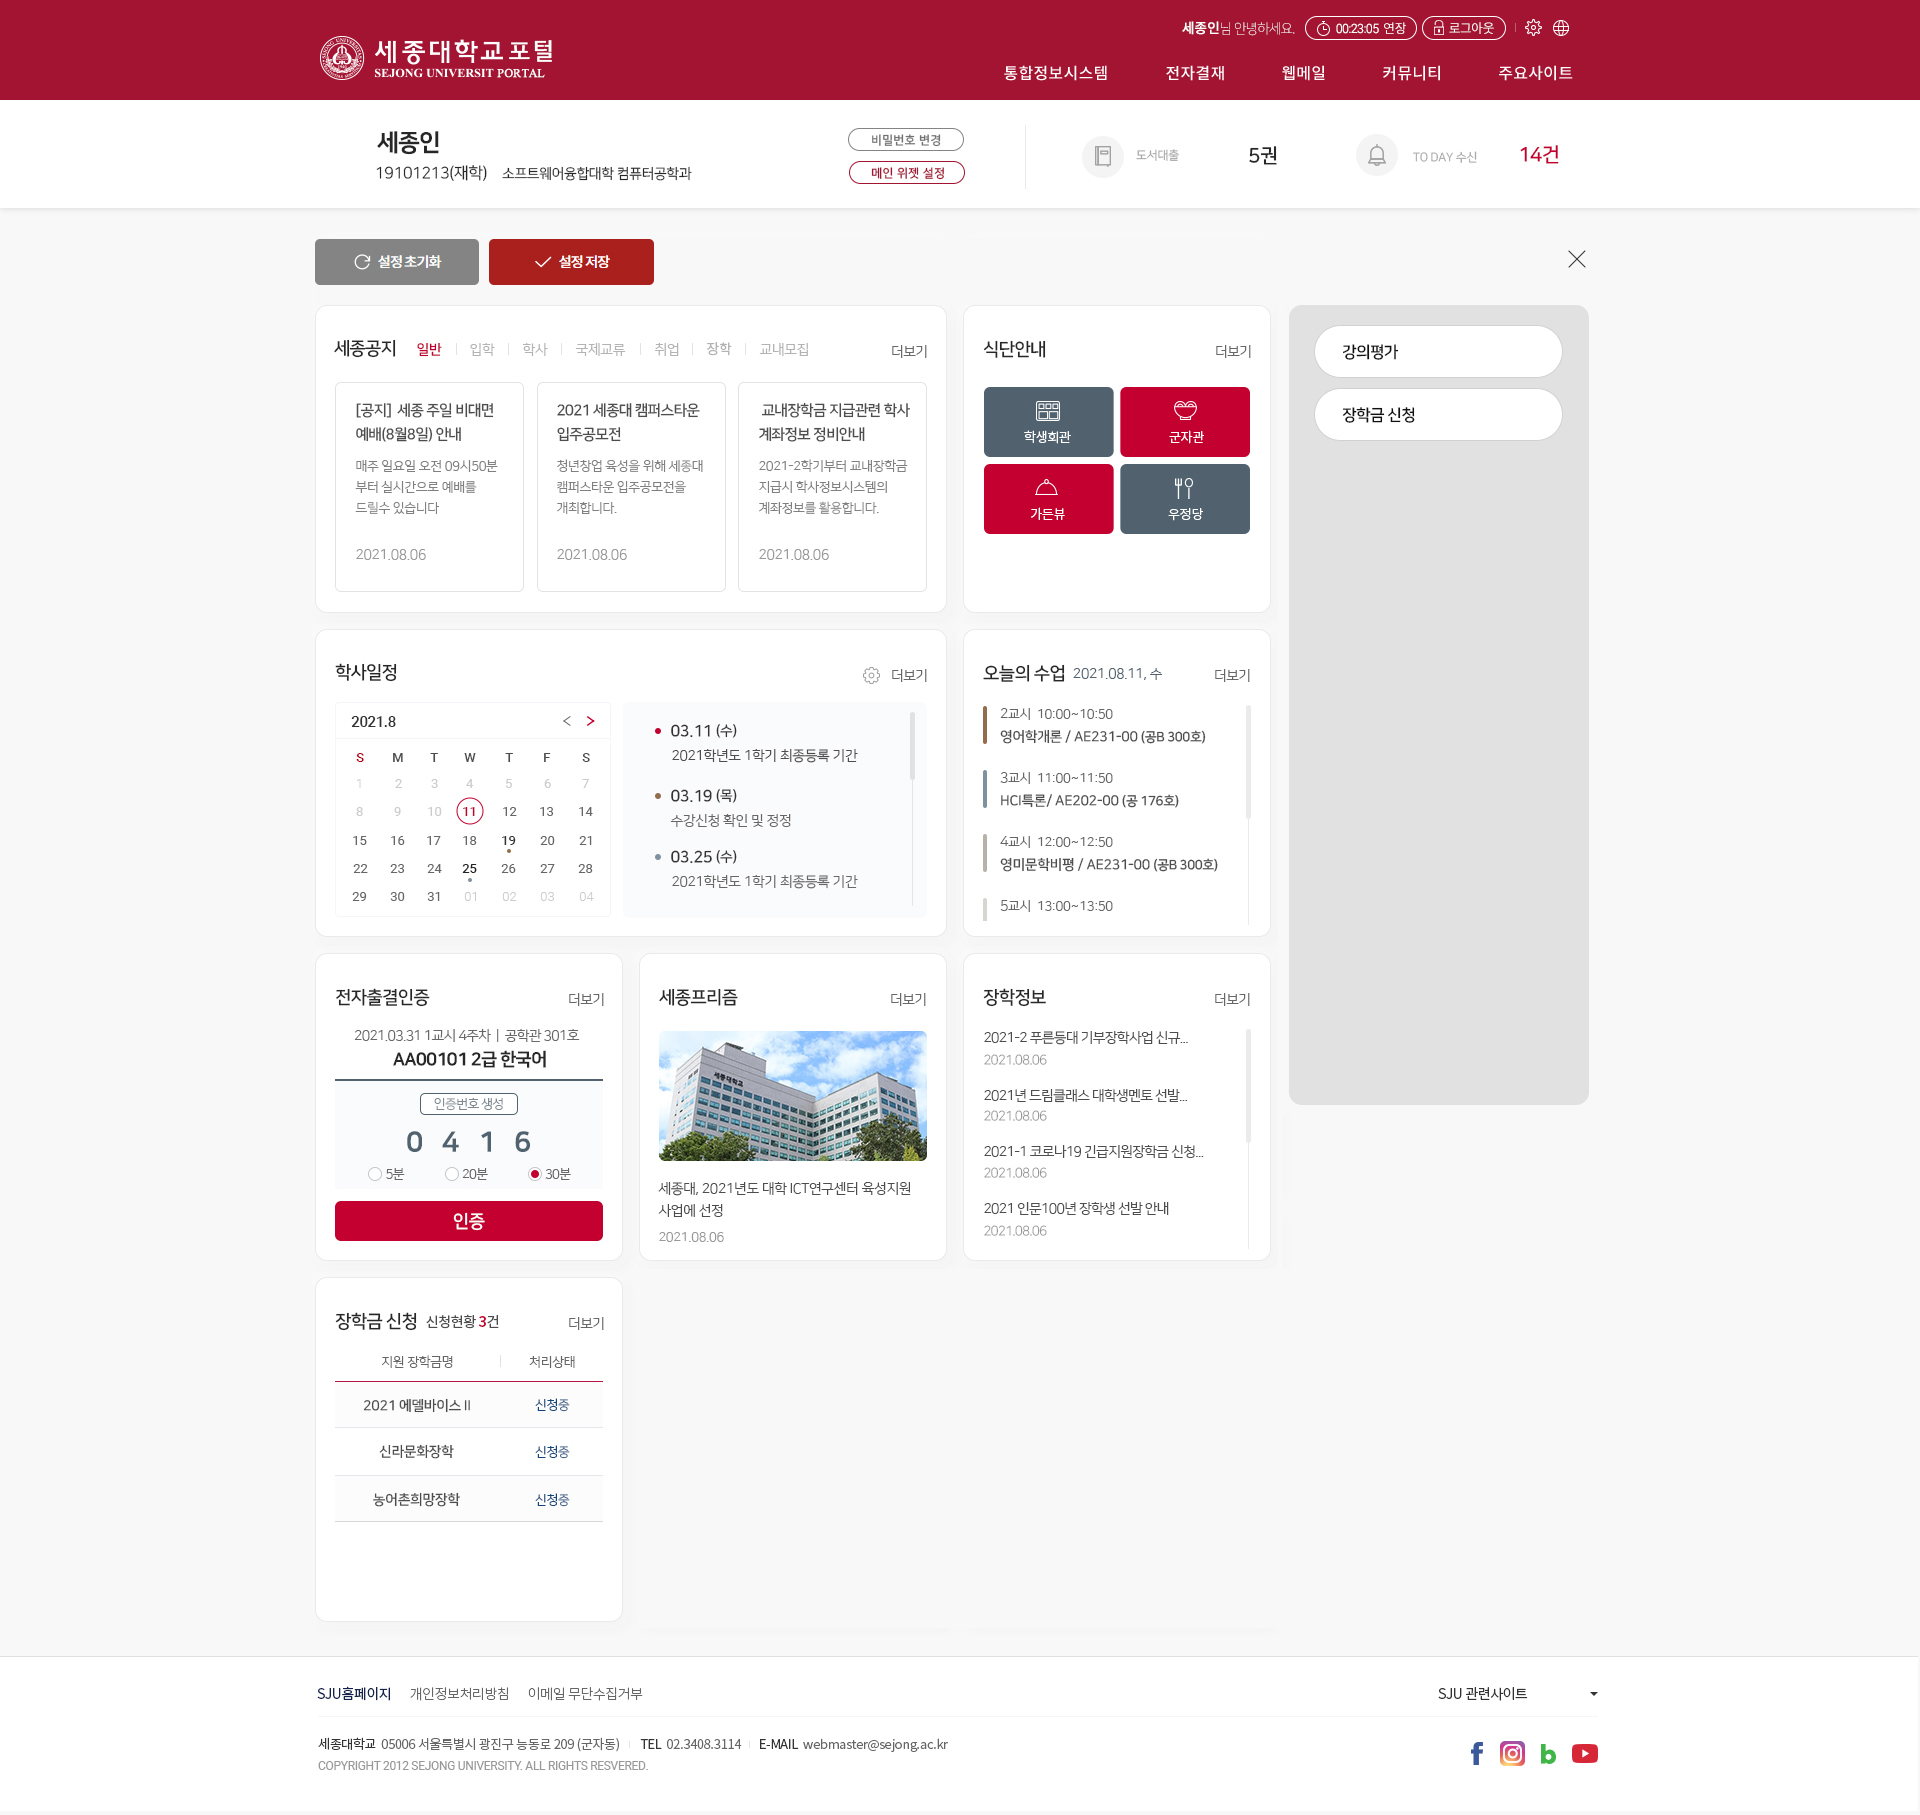 세종인님 안녕하세요. 00:23:05 연장 로그아웃
세종대학교포털
SEJONG UNIVERSIT PORTAL
통합정보시스템 전자결재 웹메일 커뮤니티 주요사이트
세종인
19101213(재학) 소프트웨어융합대학 컴퓨터공학과
비밀번호 변경
메인 위젯 설정
도서대출 5권
TO DAY 수신 14건
설정 초기화 설정 저장
세종공지 일반 입학 학사 국제교류 취업 장학 교내모집 더보기
[공지] 세종 주일 비대면
예배(8월8일) 안내
매주 일요일 오전 09시50분
부터 실시간으로 예배를
드릴수 있습니다
2021.08.06
2021 세종대 캠퍼스타운
입주공모전
청년창업 육성을 위해 세종대
캠퍼스타운 입주공모전을
개최합니다.
2021.08.06
교내장학금 지급관련 학사
계좌정보 정비안내
2021-2학기부터 교내장학금
지급시 학사정보시스템의
계좌정보를 활용합니다.
2021.08.06
식단안내 더보기
학생회관 군자관
가든뷰 우정당
강의평가
장학금 신청
학사일정 더보기
2021.8 < >
S M T W T F S
1 2 3 4 5 6 7
8 9 10 11 12 13 14
15 16 17 18 19 20 21
22 23 24 25 26 27 28
29 30 31 01 02 03 04
03.11 (수)
2021학년도 1학기 최종등록 기간
03.19 (목)
수강신청 확인 및 정정
03.25 (수)
2021학년도 1학기 최종등록 기간
오늘의 수업 2021.08.11, 수 더보기
2교시 10:00~10:50
영어학개론 / AE231-00 (공B 300호)
3교시 11:00~11:50
HCI특론/ AE202-00 (공 176호)
4교시 12:00~12:50
영미문학비평 / AE231-00 (공B 300호)
5교시 13:00~13:50
전자출결인증 더보기
2021.03.31 1교시 4주차 | 공학관 301호
AA00101 2급 한국어
인증번호 생성
0 4 1 6
5분 20분 30분
인증
세종프리즘 더보기
세종대학교
세종대, 2021년도 대학 ICT연구센터 육성지원
사업에 선정
2021.08.06
장학정보 더보기
2021-2 푸른등대 기부장학사업 신규...
2021.08.06
2021년 드림클래스 대학생멘토 선발...
2021.08.06
2021-1 코로나19 긴급지원장학금 신청...
2021.08.06
2021 인문100년 장학생 선발 안내
2021.08.06
장학금 신청 신청현황 3건 더보기
지원 장학금명 처리상태
2021 에델바이스 II 신청중
신라문화장학 신청중
농어촌희망장학 신청중
SJU홈페이지 개인정보처리방침 이메일 무단수집거부
SJU 관련사이트
세종대학교 05006 서울특별시 광진구 능동로 209 (군자동) TEL 02.3408.3114 E-MAIL webmaster@sejong.ac.kr
COPYRIGHT 2012 SEJONG UNIVERSITY. ALL RIGHTS RESVERED.